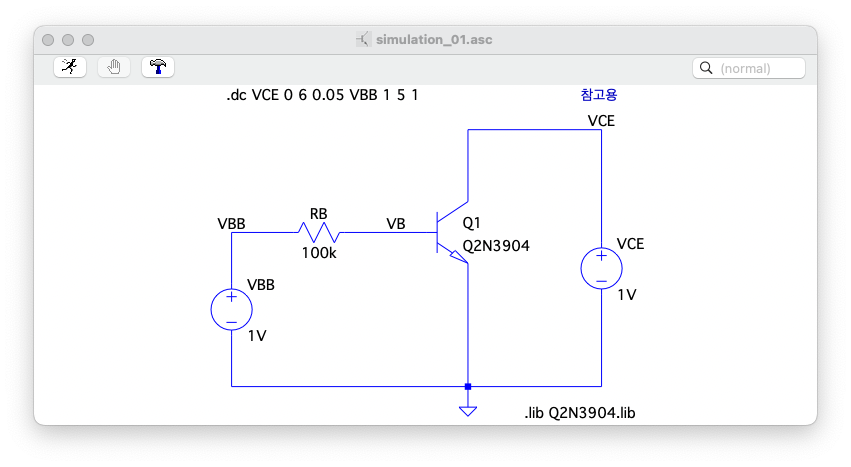 simulation_01.asc
(normal)
.dc VCE 0 6 0.05 VBB 1 5 1
참고용
VCE
RB
VBB
VB
Q1
100k
Q2N3904
VCE
VBB
1V
1V
.lib Q2N3904.lib